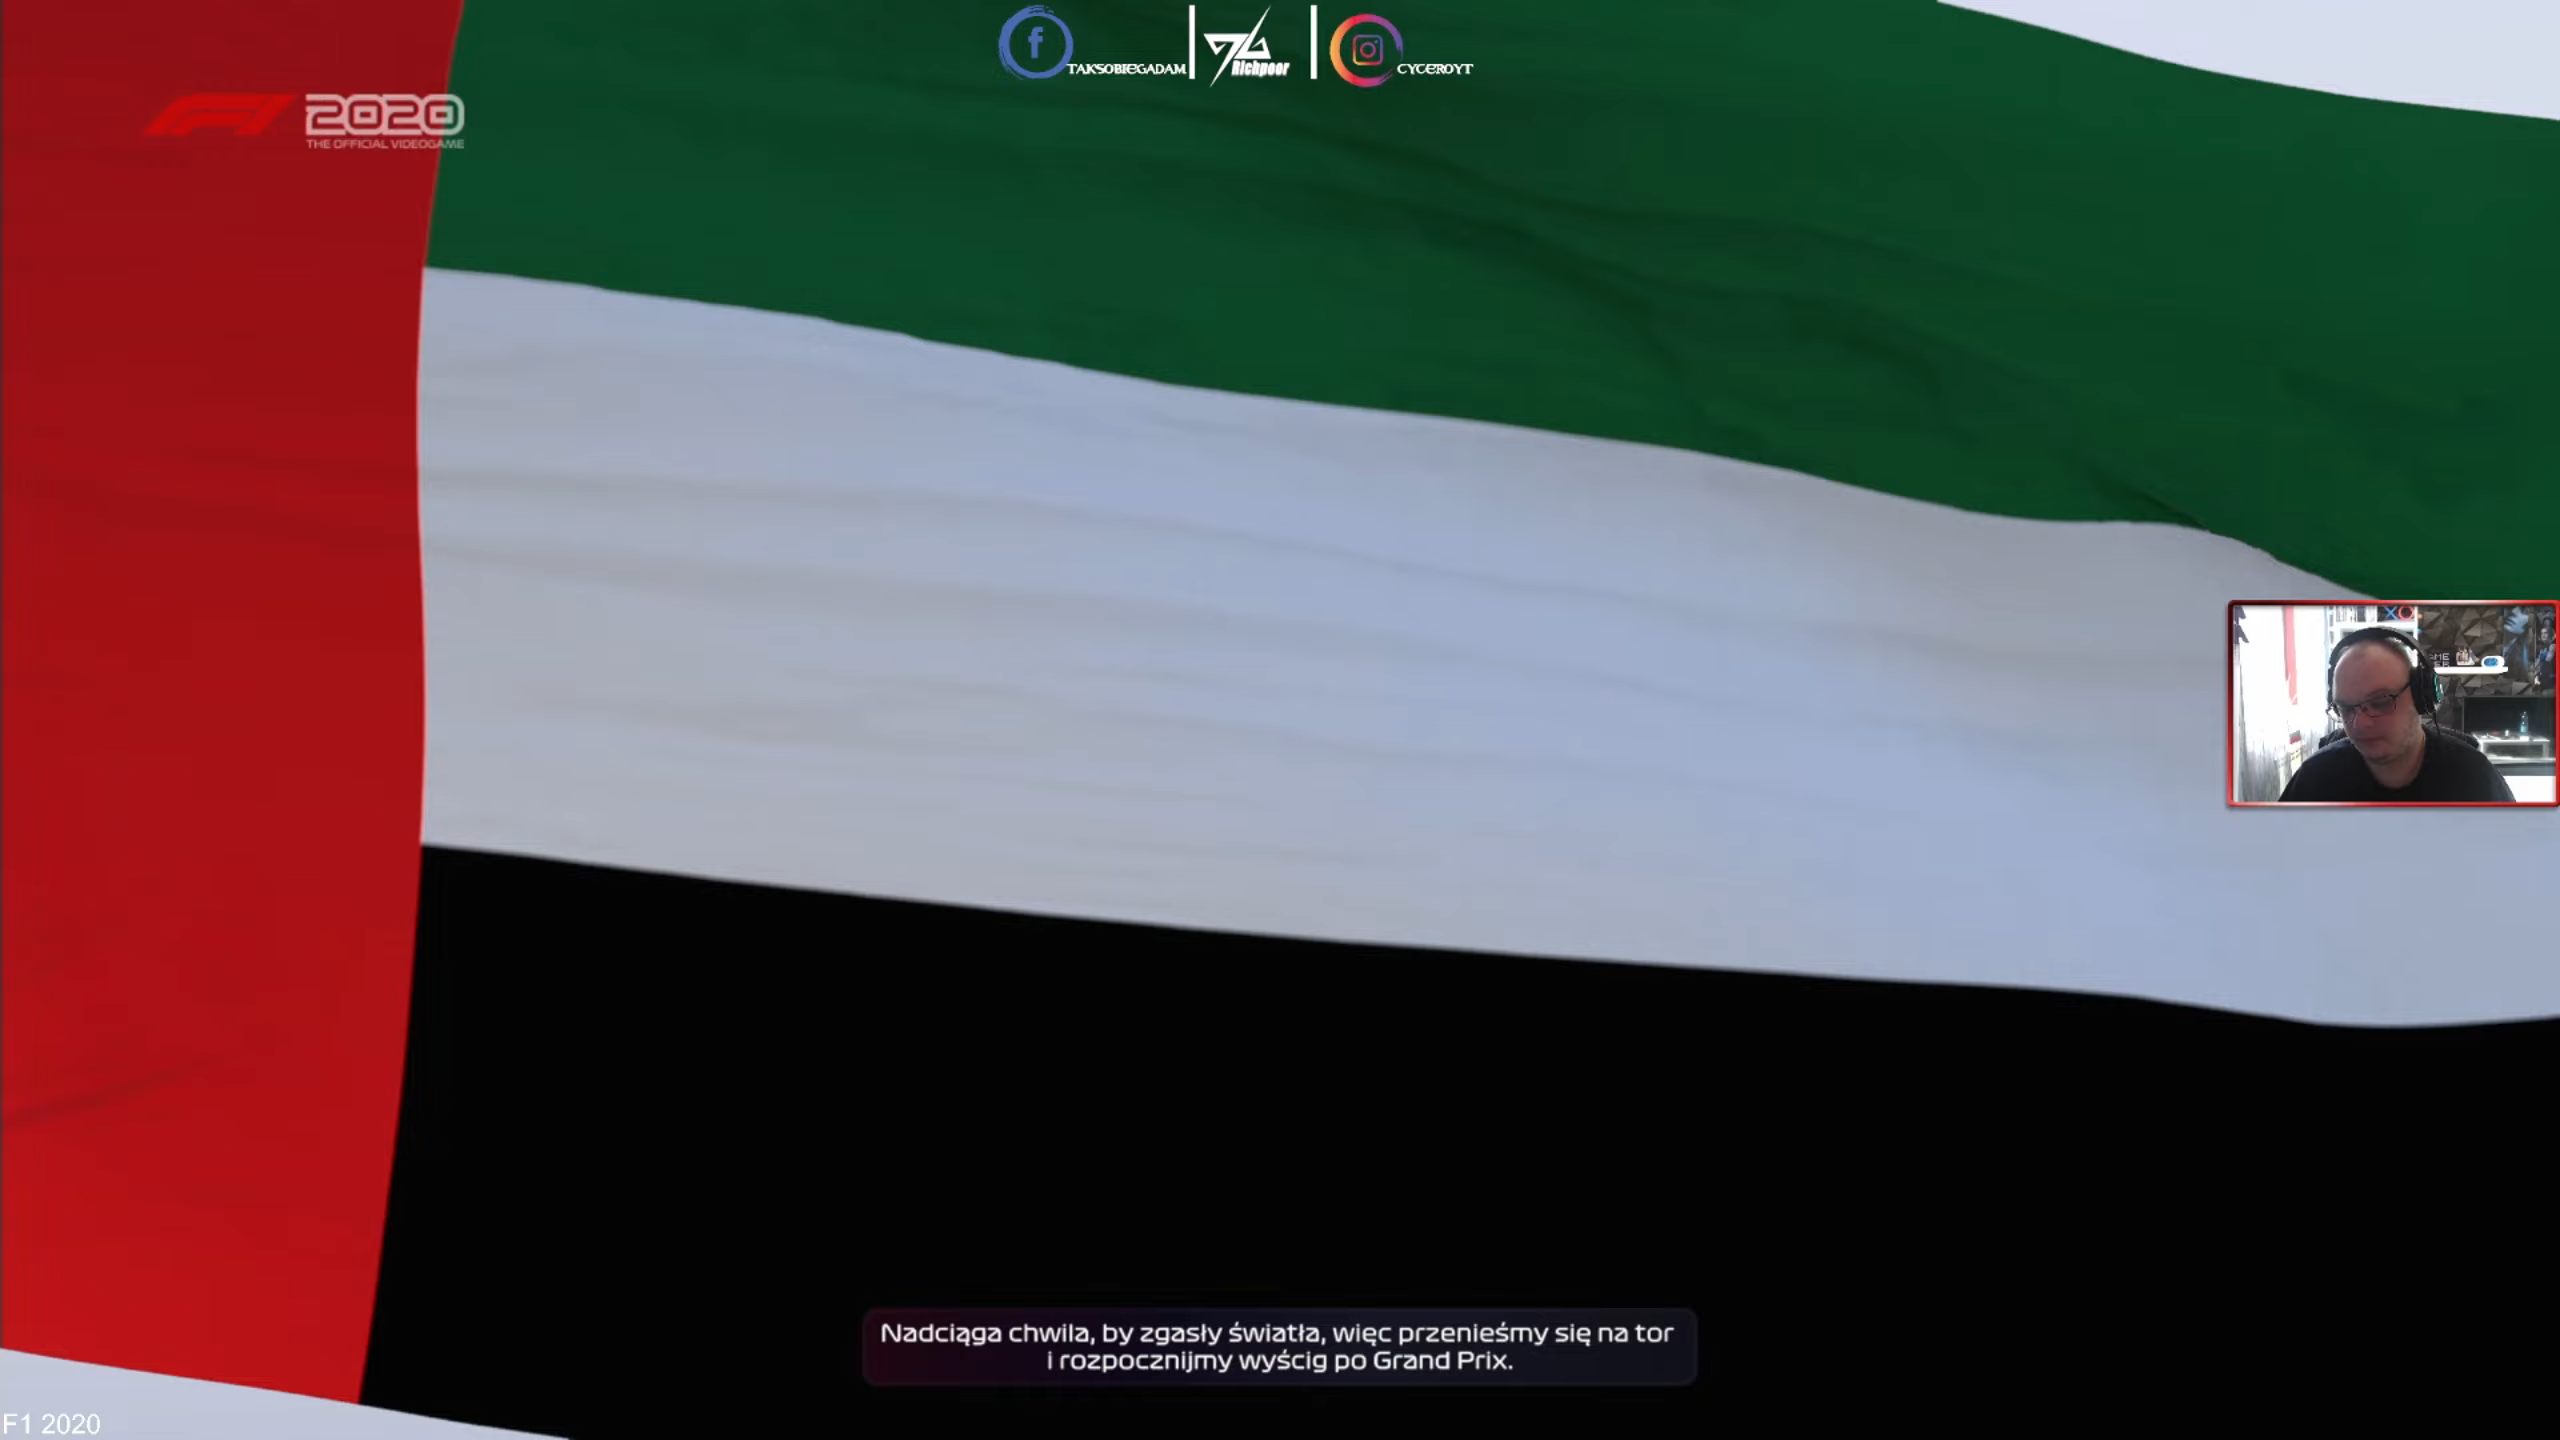 TAKSOBIEGADAM
Richpoor
CYCEROYT
F1 2020
THE OFFICIAL VIDEOGAME
Nadciąga chwila, by zgasły światła, więc przenieśmy się na tor
i rozpocznijmy wyścig po Grand Prix.
F1 2020